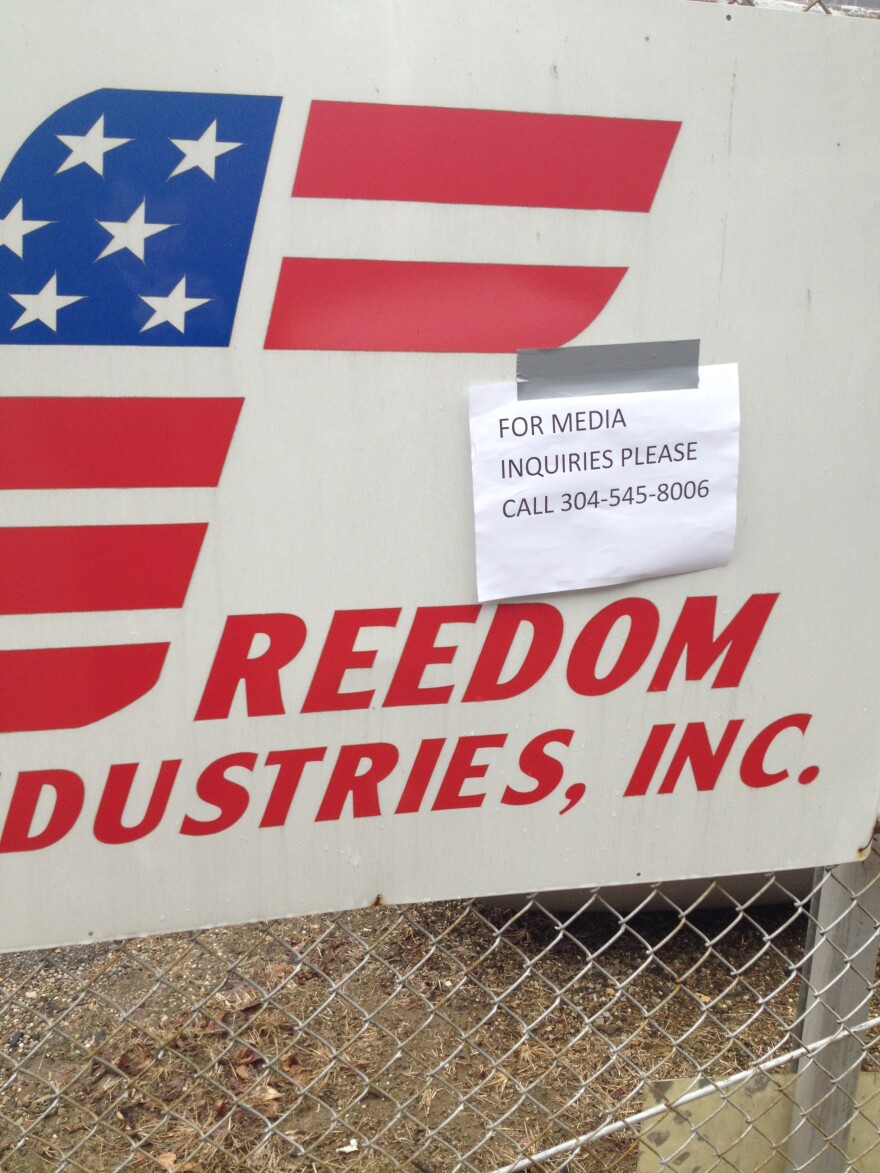 FOR MEDIA
INQUIRIES PLEASE
CALL 304-545-8006
REEDOM
DUSTRIES, INC.